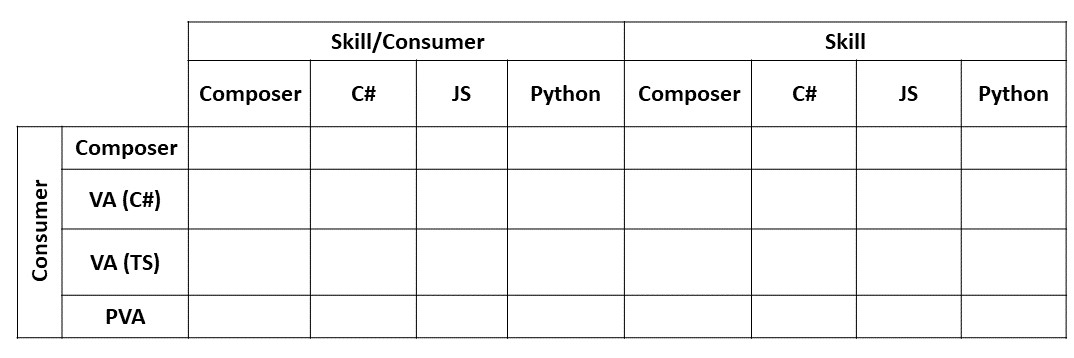 Skill/Consumer Skill
Composer C# JS Python Composer C# JS Python
Consumer
Composer
VA (C#)
VA (TS)
PVA